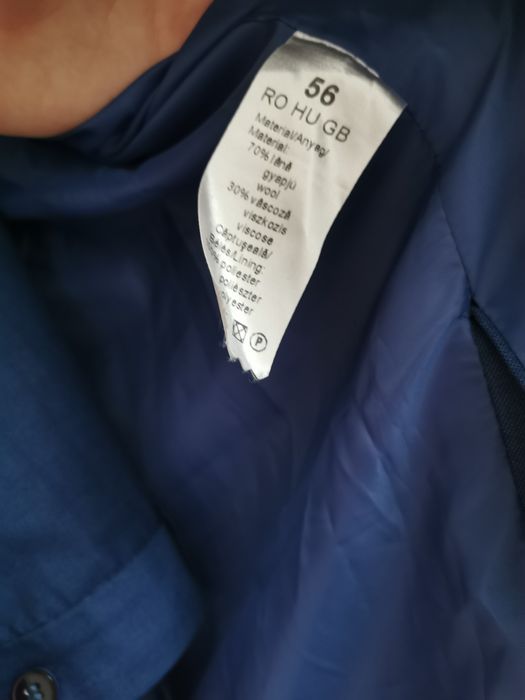 56
RO HU GB
Material/Anyag/
Material:
70% lână
gyapjú
wool
30% vâscoză
viszkózis
viscose
Căptuşeală/
Bélés/Lining:
poliester
poliészter
polyester
P